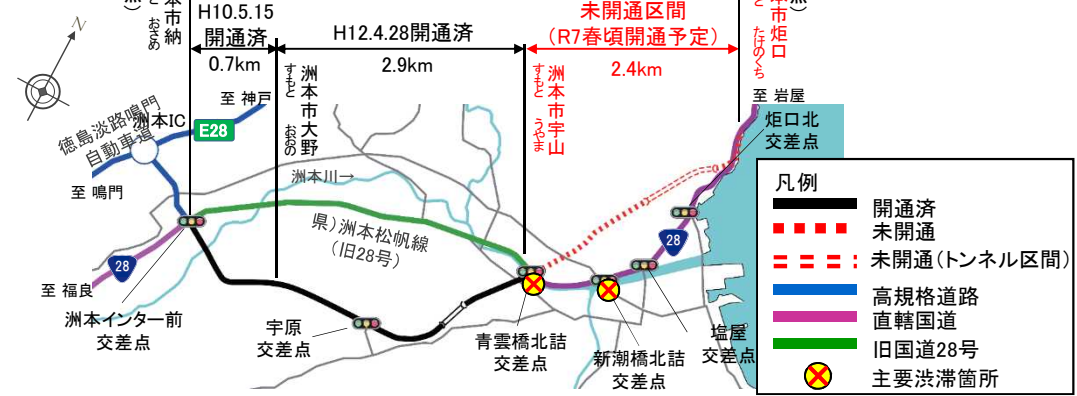 本市納
おさめ
H10.5.15
開通済
0.7km
H12.4.28開通済
2.9km
未開通区間
(R7春頃開通予定)
2.4km
本市炬口
たけのくち
点)
N
洲本市大野
すもと おおの
洲本市宇山
すもと うやま
至 神戸
至 岩屋
徳島淡路鳴門
自動車道
洲本IC
E28
至 鳴門
洲本川→
炬口北
交差点
県)洲本松帆線
(旧28号)
28
28
至 福良
洲本インター前
交差点
宇原
交差点
青雲橋北詰
交差点
新潮橋北詰
交差点
塩屋
交差点
凡例
開通済
未開通
未開通(トンネル区間)
高規格道路
直轄国道
旧国道28号
主要渋滞箇所